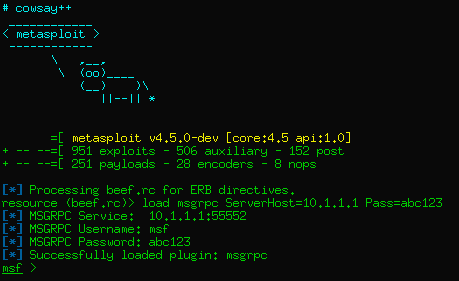 # cowsay++
 ____________
< metasploit >
 ------------
       \   ,__,
        \  (oo)____
           (__)    )\
              ||--|| *
       =[ metasploit v4.5.0-dev [core:4.5 api:1.0]
+ -- --=[ 951 exploits - 506 auxiliary - 152 post
+ -- --=[ 251 payloads - 28 encoders - 8 nops
[*] Processing beef.rc for ERB directives.
resource (beef.rc)> load msgrpc ServerHost=10.1.1.1 Pass=abc123
[*] MSGRPC Service:  10.1.1.1:55552
[*] MSGRPC Username: msf
[*] MSGRPC Password: abc123
[*] Successfully loaded plugin: msgrpc
msf >